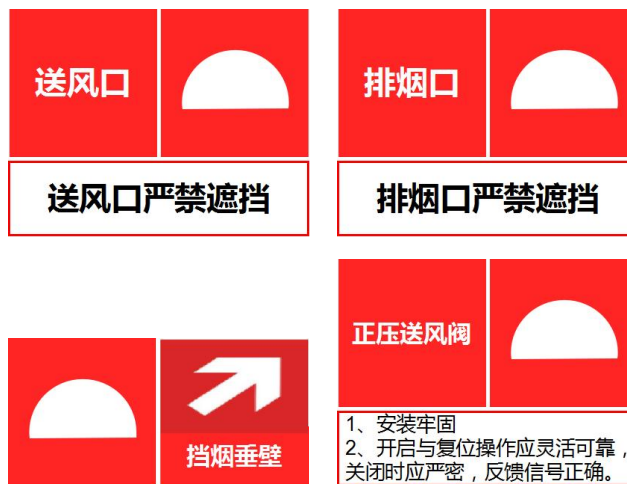 送风口
送风口严禁遮挡
排烟口
排烟口严禁遮挡
挡烟垂壁
正压送风阀
1、安装牢固
2、开启与复位操作应灵活可靠，
关闭时应严密，反馈信号正确。